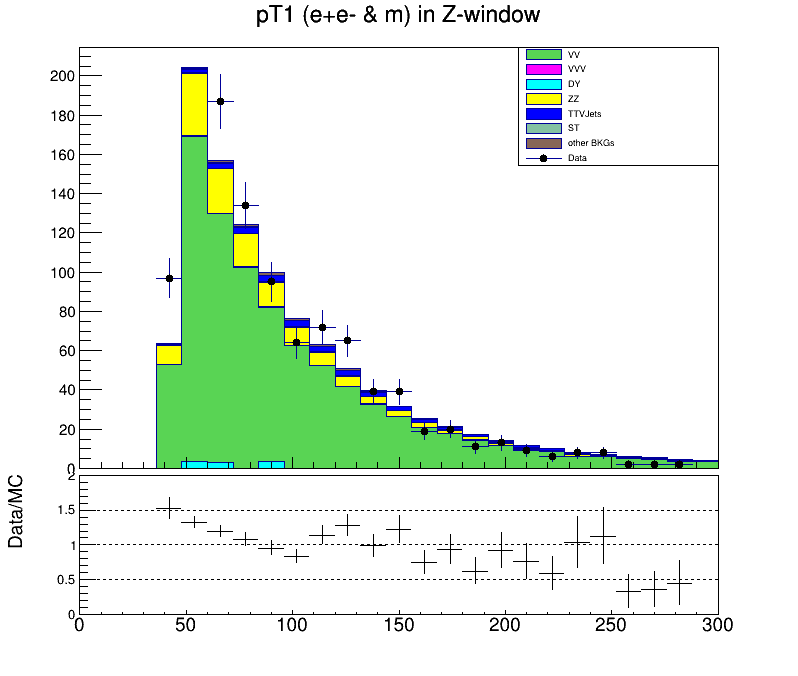 pT1 (e+e- & m) in Z-window
200
180
160
140
120
100
80
60
40
20
0
VV
VVV
DY
ZZ
TTVJets
ST
other BKGs
Data
Data/MC
2
1.5
1
0.5
0
0 50 100 150 200 250 300